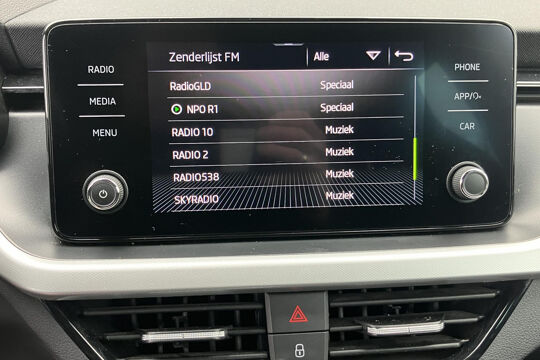 Zenderlijst FM Alle
RADIO
MEDIA
MENU
RadioGLD Speciaal
NPO R1 Speciaal
RADIO 10 Muziek
RADIO 2 Muziek
RADIO538 Muziek
SKYRADIO Muziek
PHONE
APP/
CAR